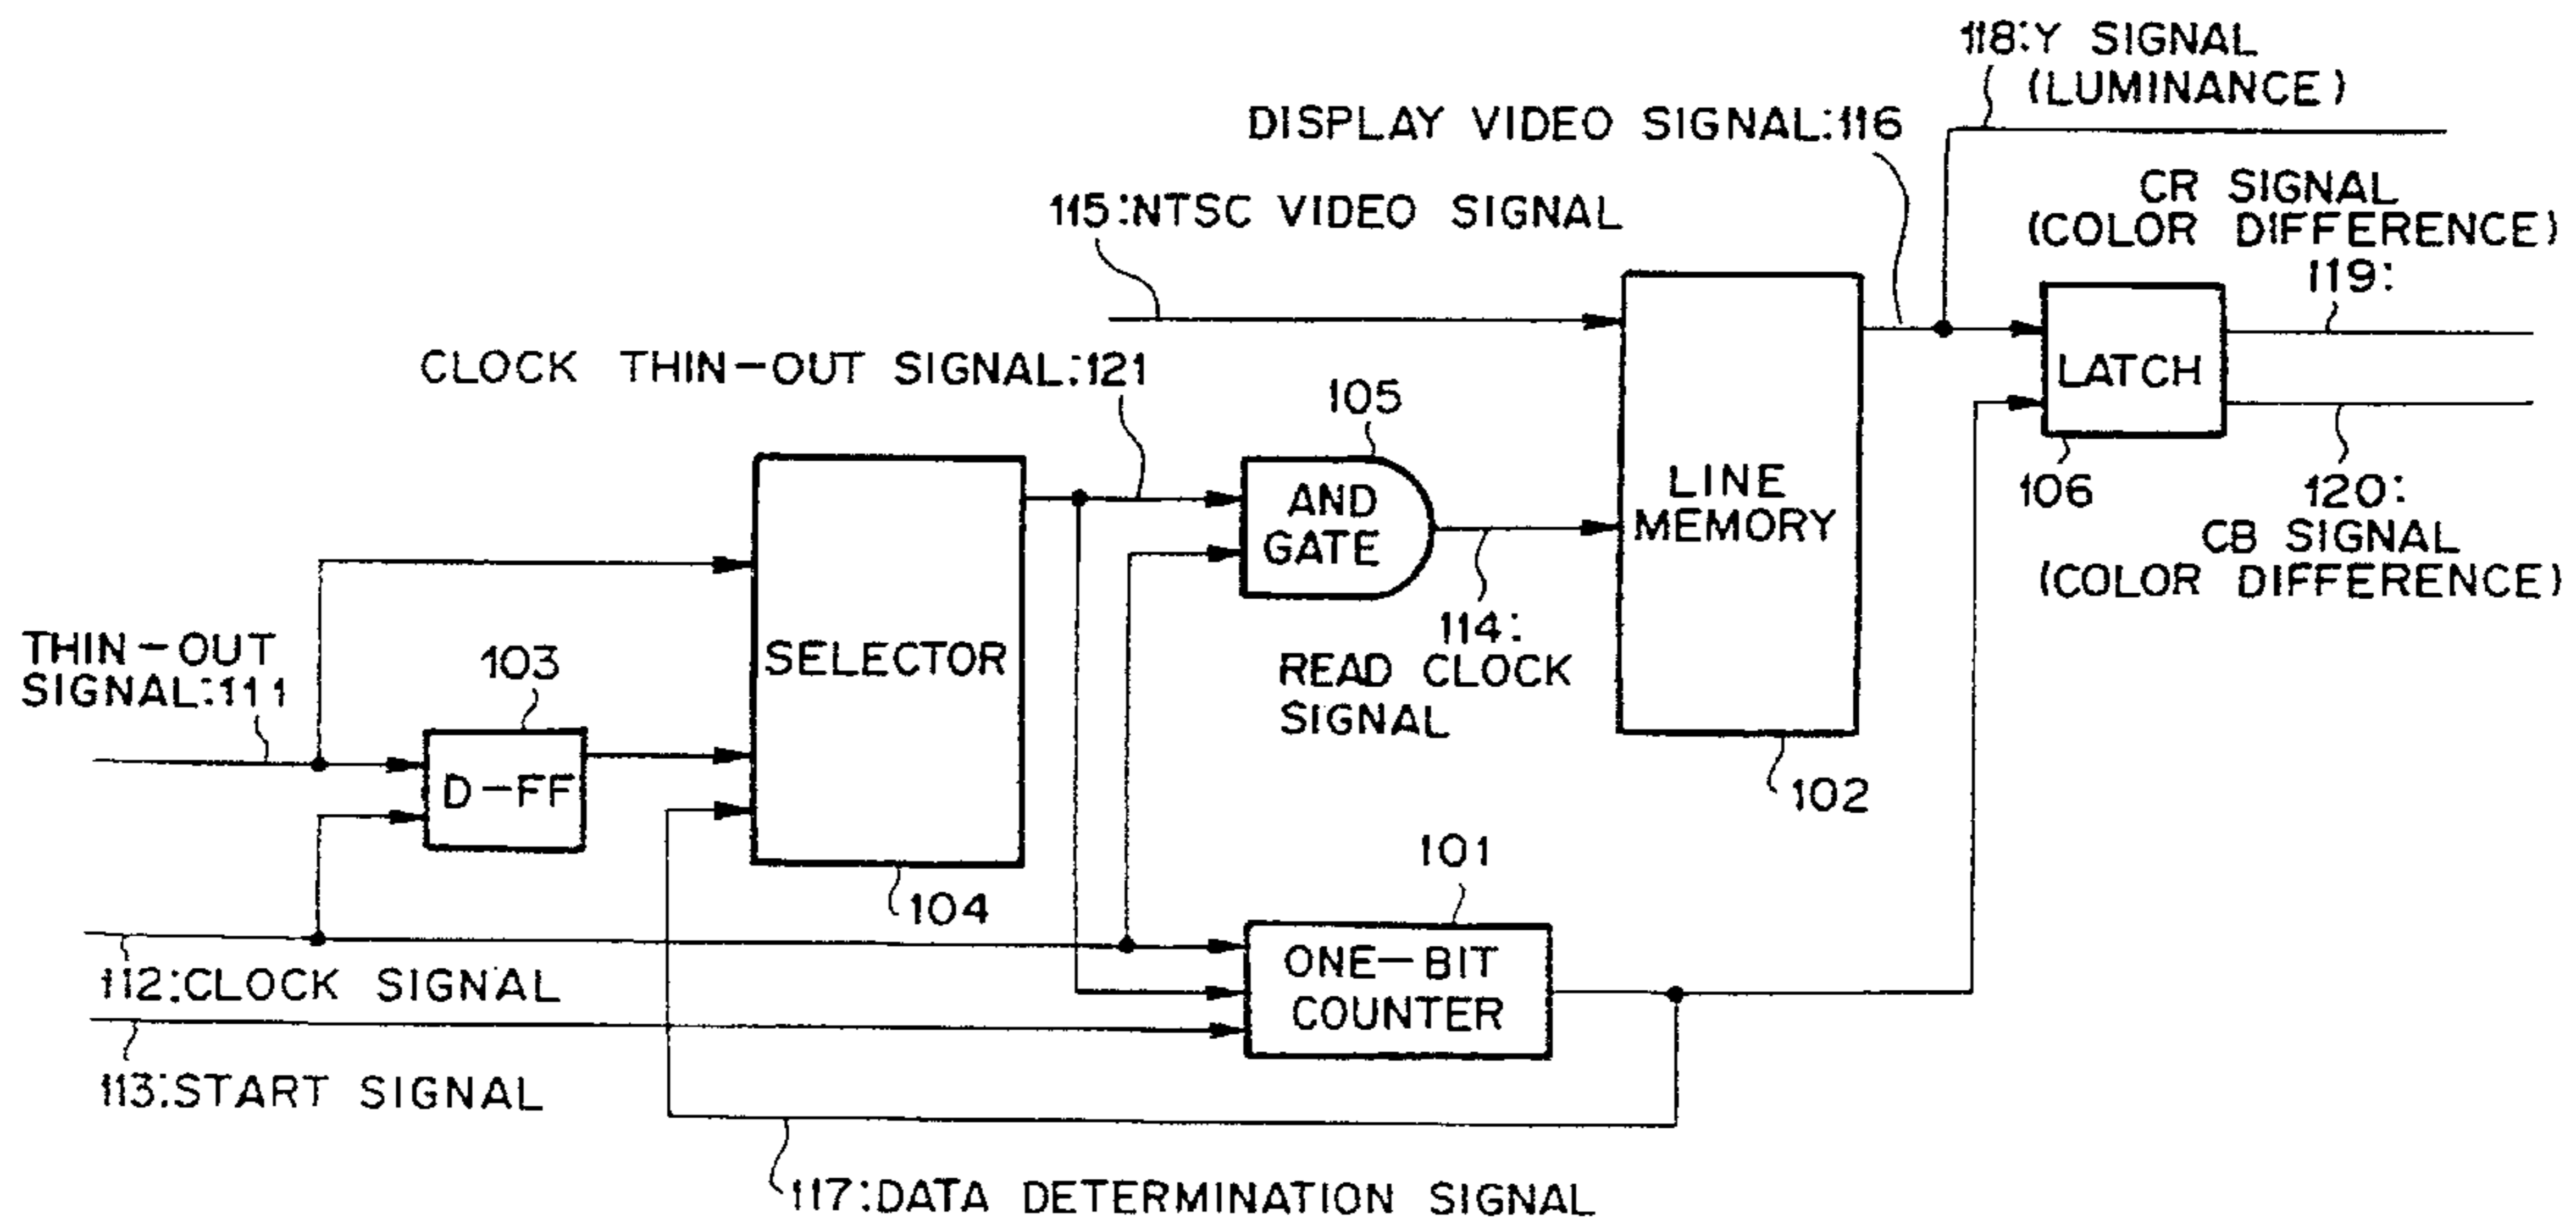 118:Y SIGNAL
(LUMINANCE)
DISPLAY VIDEO SIGNAL:116
115:NTSC VIDEO SIGNAL
CR SIGNAL
(COLOR DIFFERENCE)
119:
CLOCK THIN-OUT SIGNAL:121
105
LATCH
AND
GATE
LINE
MEMORY
106
120:
CB SIGNAL
(COLOR DIFFERENCE)
THIN-OUT
SIGNAL:111
103
SELECTOR
114:
READ CLOCK
SIGNAL
D-FF
102
101
104
112:CLOCK SIGNAL
ONE-BIT
COUNTER
113:START SIGNAL
117:DATA DETERMINATION SIGNAL